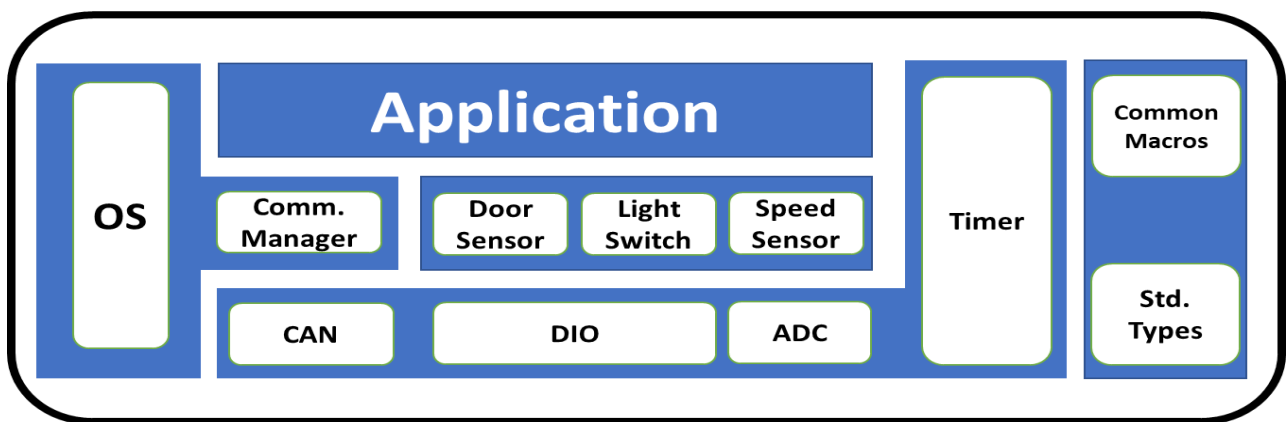 Application
OS
Comm.
Manager
Door
Sensor
Light
Switch
Speed
Sensor
CAN
DIO
ADC
Timer
Common
Macros
Std.
Types